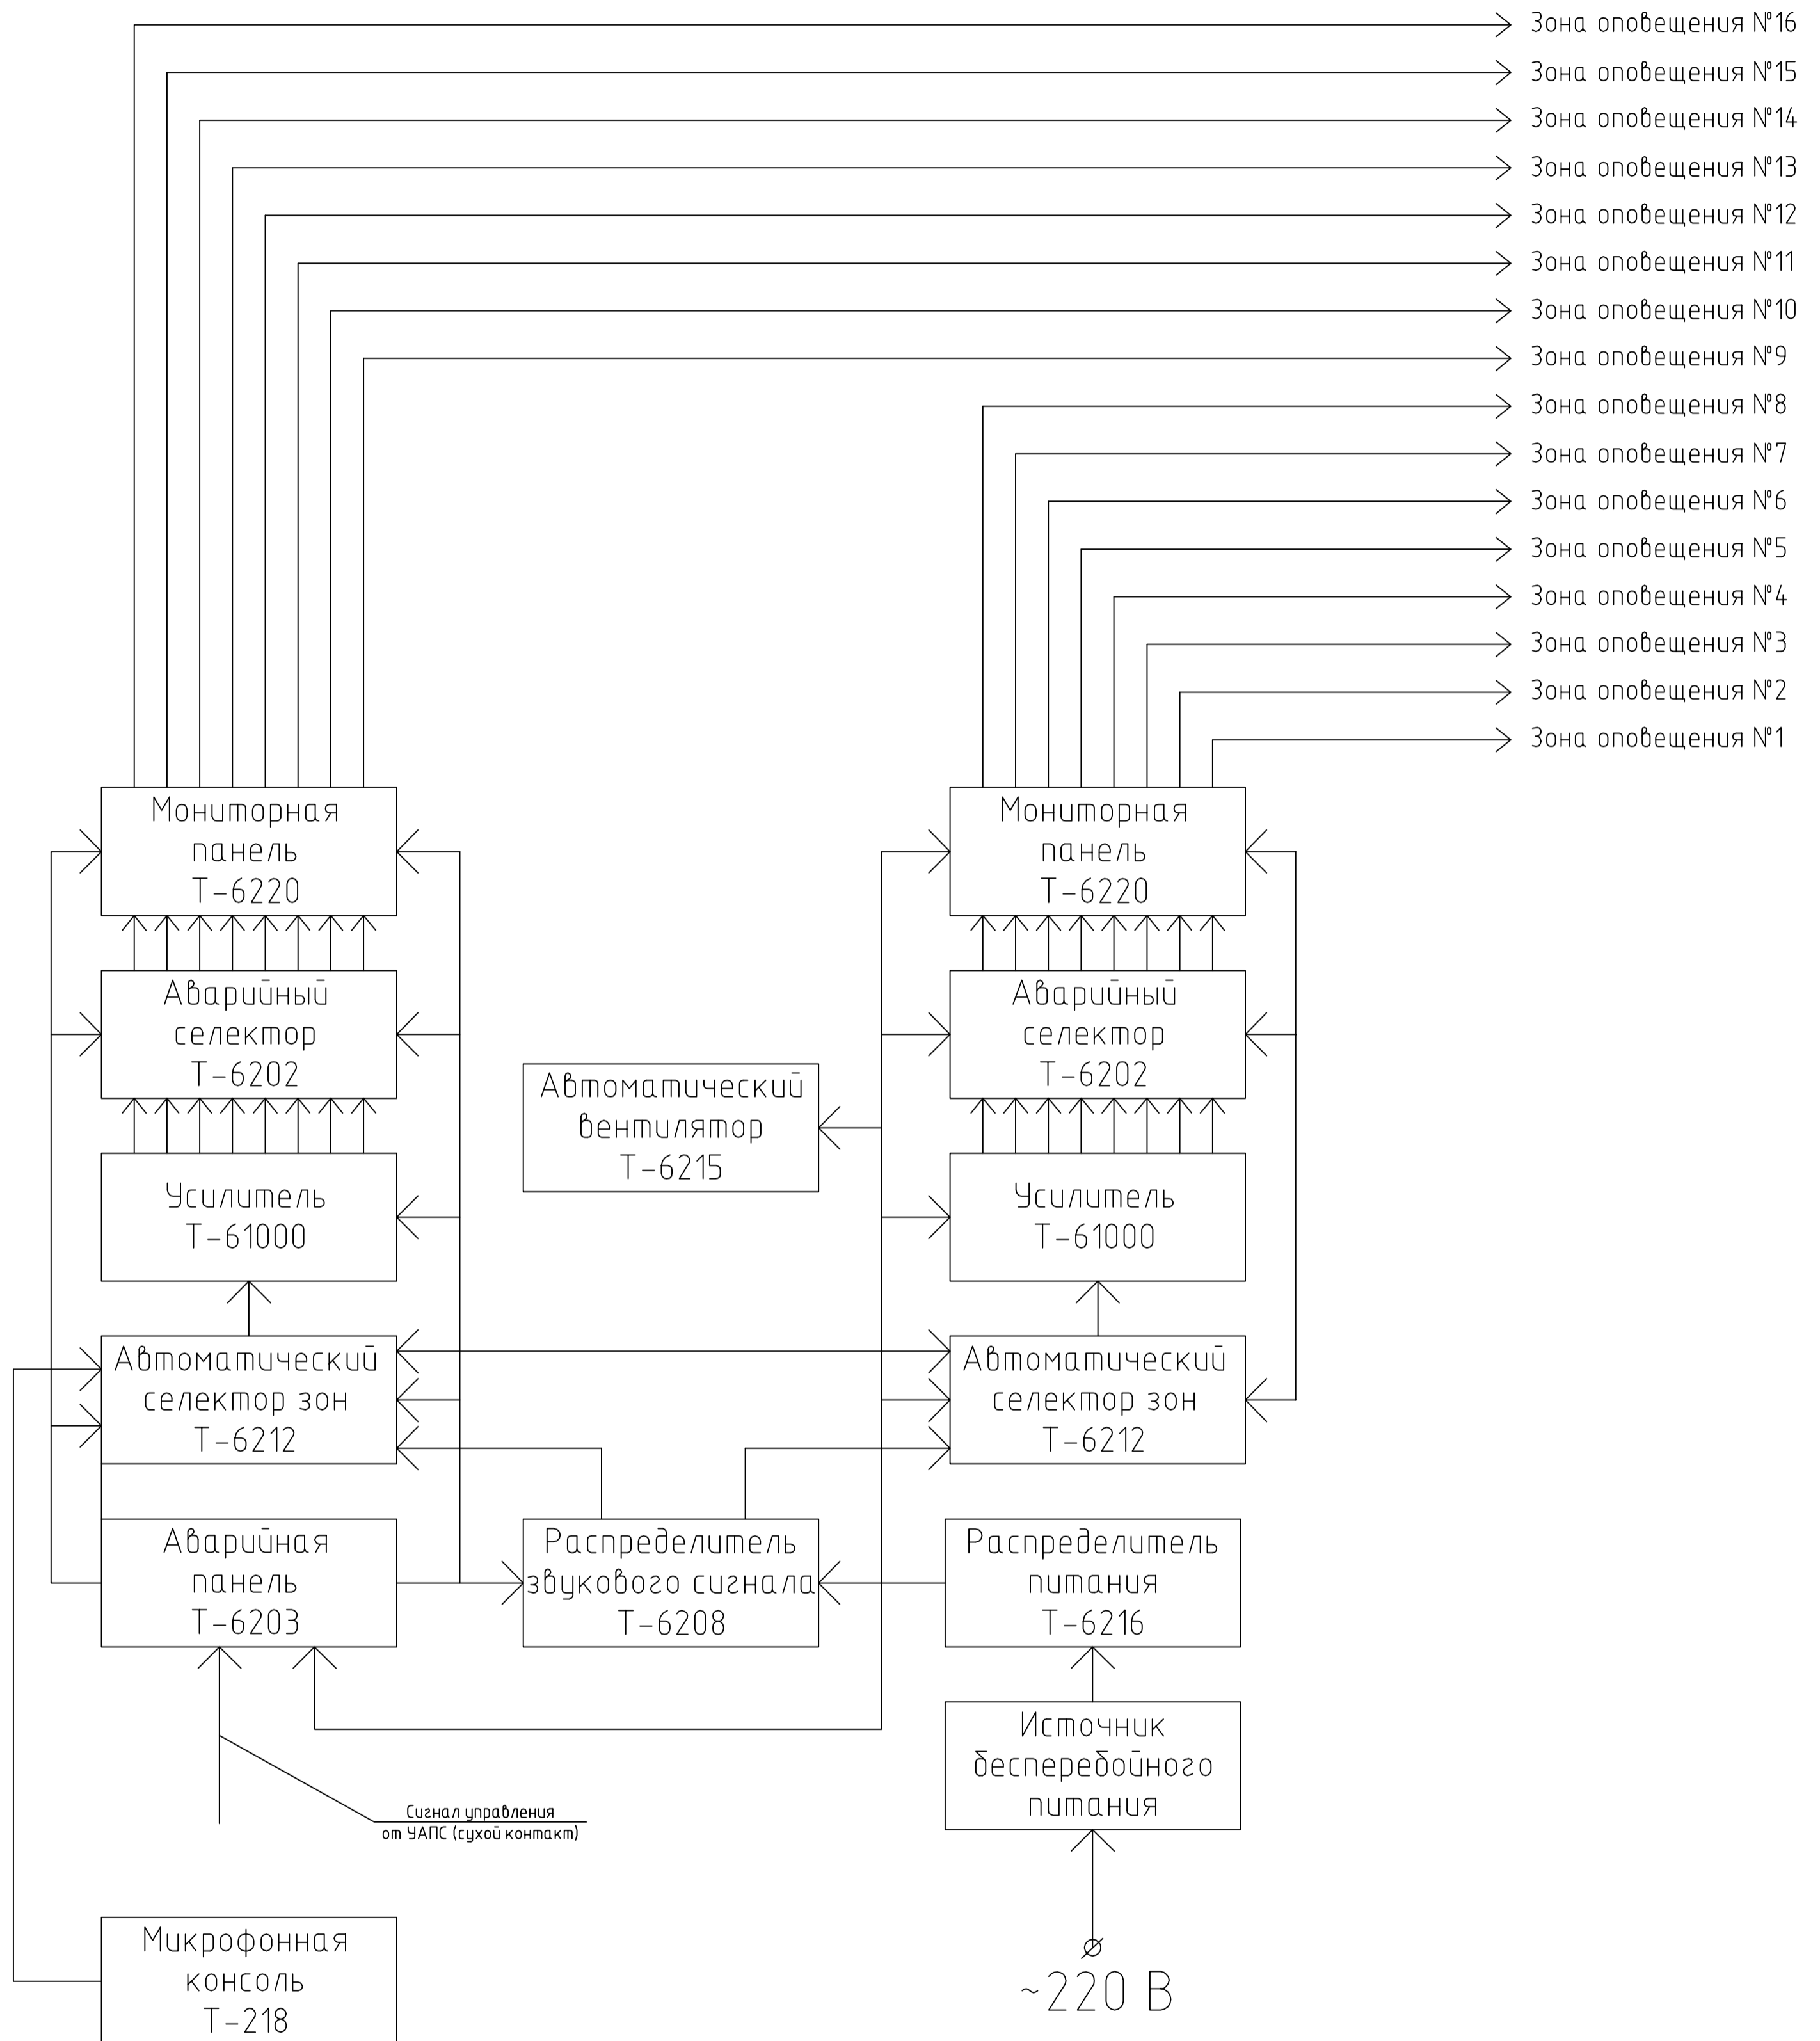 Зона оповещения №16
Зона оповещения №15
Зона оповещения №14
Зона оповещения №13
Зона оповещения №12
Зона оповещения №11
Зона оповещения №10
Зона оповещения №9
Зона оповещения №8
Зона оповещения №7
Зона оповещения №6
Зона оповещения №5
Зона оповещения №4
Зона оповещения №3
Зона оповещения №2
Зона оповещения №1
Мониторная
панель
Т-6220
Мониторная
панель
Т-6220
Аварийный
селектор
Т-6202
Аварийный
селектор
Т-6202
Автоматический
вентилятор
Т-6215
Усилитель
Т-61000
Усилитель
Т-61000
Автоматический
селектор зон
Т-6212
Автоматический
селектор зон
Т-6212
Аварийная
панель
Т-6203
Распределитель
звукового сигнала
Т-6208
Распределитель
питания
Т-6216
Источник
бесперебойного
питания
Сигнал управления
от УАПС (сухой контакт)
Микрофонная
консоль
Т-218
~220 В